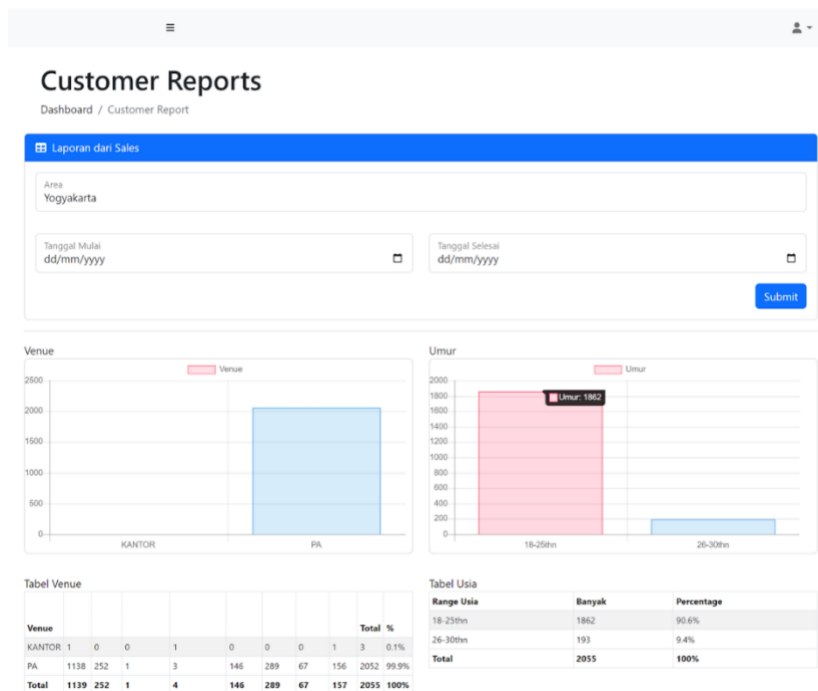 Customer Reports
Dashboard / Customer Report
Laporan dari Sales
Area
Yogyakarta
Tanggal Mulai
dd/mm/yyyy
Tanggal Selesai
dd/mm/yyyy
Submit
Venue
Venue
2500
2000
1500
1000
500
0
KANTOR PA
Umur
Umur
2000
1800
1600
1400
1200
1000
800
600
400
200
0
Umur: 1862
18-25thn 26-30thn
Tabel Venue
Venue Total %
KANTOR 1 0 0 1 0 0 0 1 3 0.1%
PA 1138 252 1 3 146 289 67 156 2052 99.9%
Total 1139 252 1 4 146 289 67 157 2055 100%
Tabel Usia
Range Usia Banyak Percentage
18-25thn 1862 90.6%
26-30thn 193 9.4%
Total 2055 100%